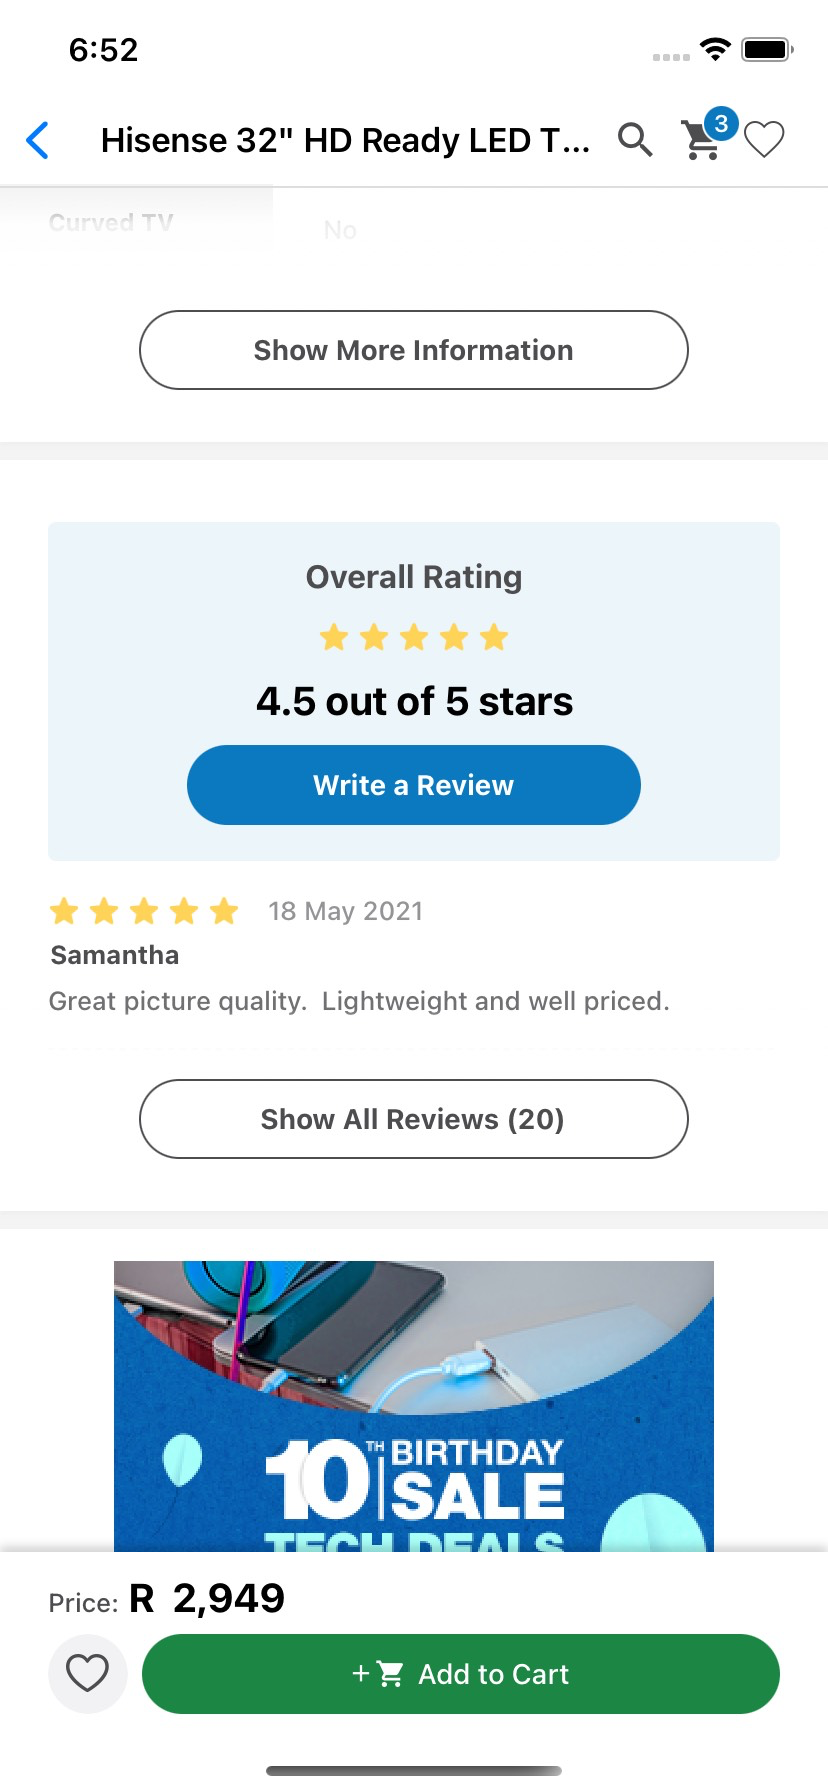 6:52
Hisense 32" HD Ready LED T...
3
Curved TV No
Show More Information
Overall Rating
4.5 out of 5 stars
Write a Review
18 May 2021
Samantha
Great picture quality.  Lightweight and well priced.
Show All Reviews (20)
10TH BIRTHDAY
SALE
TECH DEALS
Price: R 2,949
+ Add to Cart